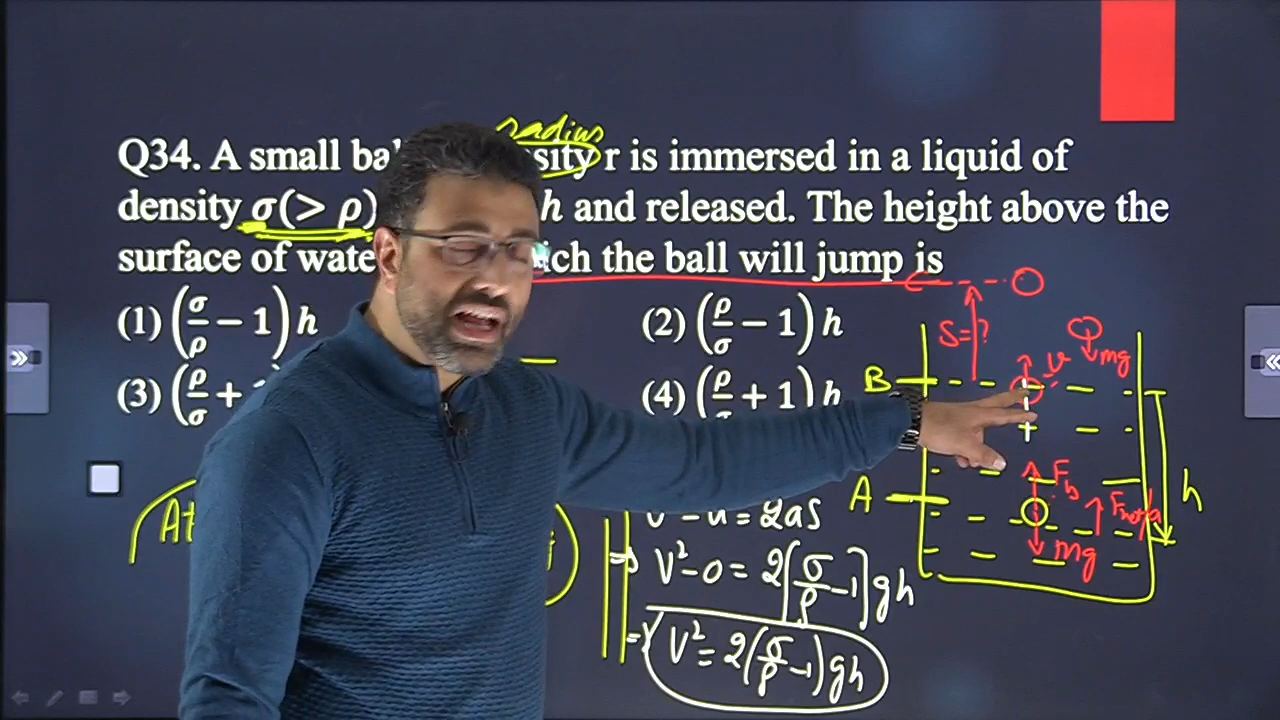 radius
Q34. A small ba sity r is immersed in a liquid of
density σ(> ρ) h and released. The height above the
surface of wate ich the ball will jump is
(1) (σ/ρ − 1) h
(2) (ρ/σ − 1) h
(3) (ρ/σ +
(4) (ρ/σ + 1) h
S=?
mg
v
B
A
F_b
F_net/a
mg
h
At
v² − u² = 2as
⇒ V² − 0 = 2[σ/ρ − 1]gh
⇒ V² = 2(σ/ρ − 1)gh